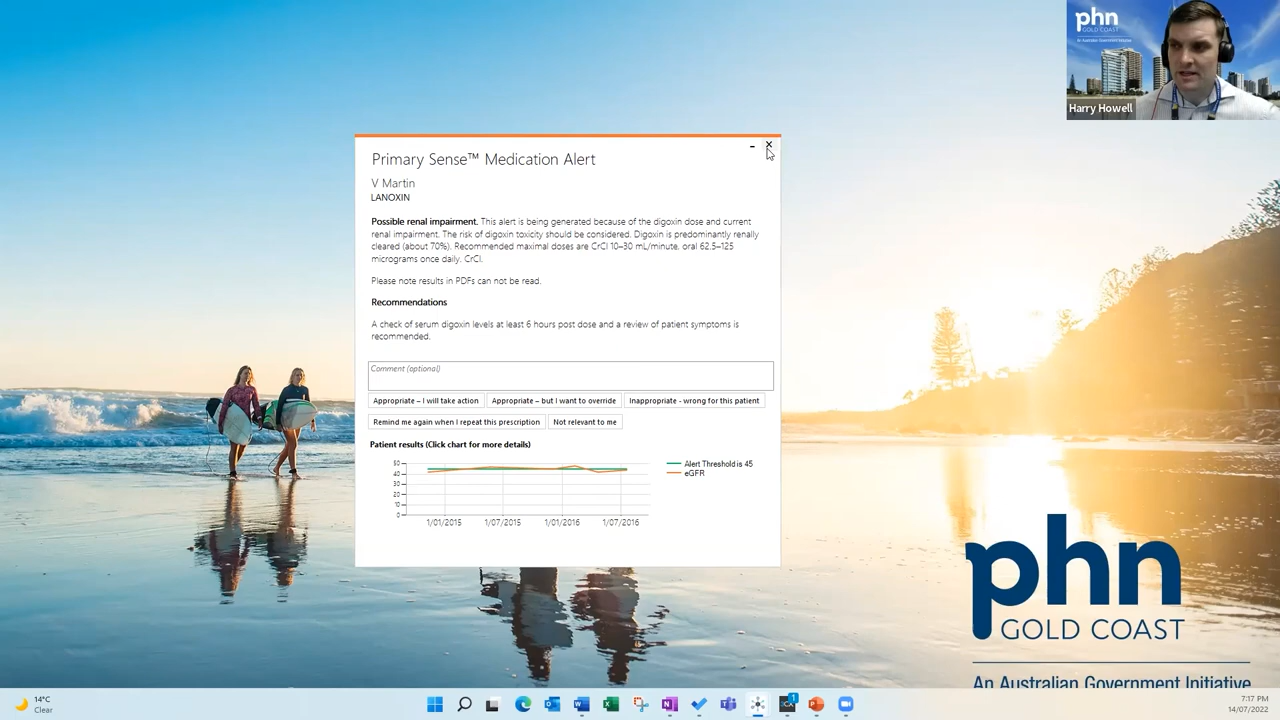 phn
GOLD COAST
An Australian Government Initiative
Harry Howell
Primary Sense™ Medication Alert
V Martin
LANOXIN
Possible renal impairment. This alert is being generated because of the digoxin dose and current
renal impairment. The risk of digoxin toxicity should be considered. Digoxin is predominantly renally
cleared (about 70%). Recommended maximal doses are CrCl 10–30 mL/minute, oral 62.5–125
micrograms once daily. CrCl.
Please note results in PDFs can not be read.
Recommendations
A check of serum digoxin levels at least 6 hours post dose and a review of patient symptoms is
recommended.
Comment (optional)
Appropriate – I will take action
Appropriate – but I want to override
Inappropriate - wrong for this patient
Remind me again when I repeat this prescription
Not relevant to me
Patient results (Click chart for more details)
50
40
30
20
10
0
1/01/2015
1/07/2015
1/01/2016
1/07/2016
Alert Threshold is 45
eGFR
phn
GOLD COAST
An Australian Government Initiative
14°C
Clear
1
7:17 PM
14/07/2022